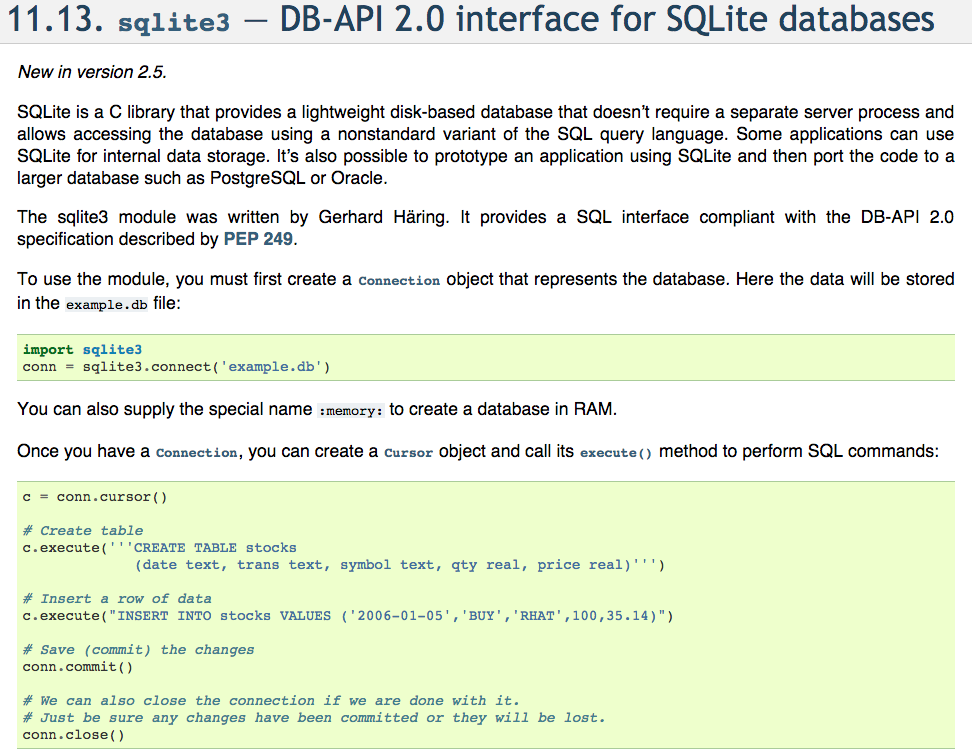 11.13. sqlite3 — DB-API 2.0 interface for SQLite databases
New in version 2.5.
SQLite is a C library that provides a lightweight disk-based database that doesn’t require a separate server process and
allows accessing the database using a nonstandard variant of the SQL query language. Some applications can use
SQLite for internal data storage. It’s also possible to prototype an application using SQLite and then port the code to a
larger database such as PostgreSQL or Oracle.
The sqlite3 module was written by Gerhard Häring. It provides a SQL interface compliant with the DB-API 2.0
specification described by PEP 249.
To use the module, you must first create a Connection object that represents the database. Here the data will be stored
in the example.db file:
import sqlite3
conn = sqlite3.connect('example.db')
You can also supply the special name :memory: to create a database in RAM.
Once you have a Connection, you can create a Cursor object and call its execute() method to perform SQL commands:
c = conn.cursor()
# Create table
c.execute('''CREATE TABLE stocks
(date text, trans text, symbol text, qty real, price real)''')
# Insert a row of data
c.execute("INSERT INTO stocks VALUES ('2006-01-05','BUY','RHAT',100,35.14)")
# Save (commit) the changes
conn.commit()
# We can also close the connection if we are done with it.
# Just be sure any changes have been committed or they will be lost.
conn.close()